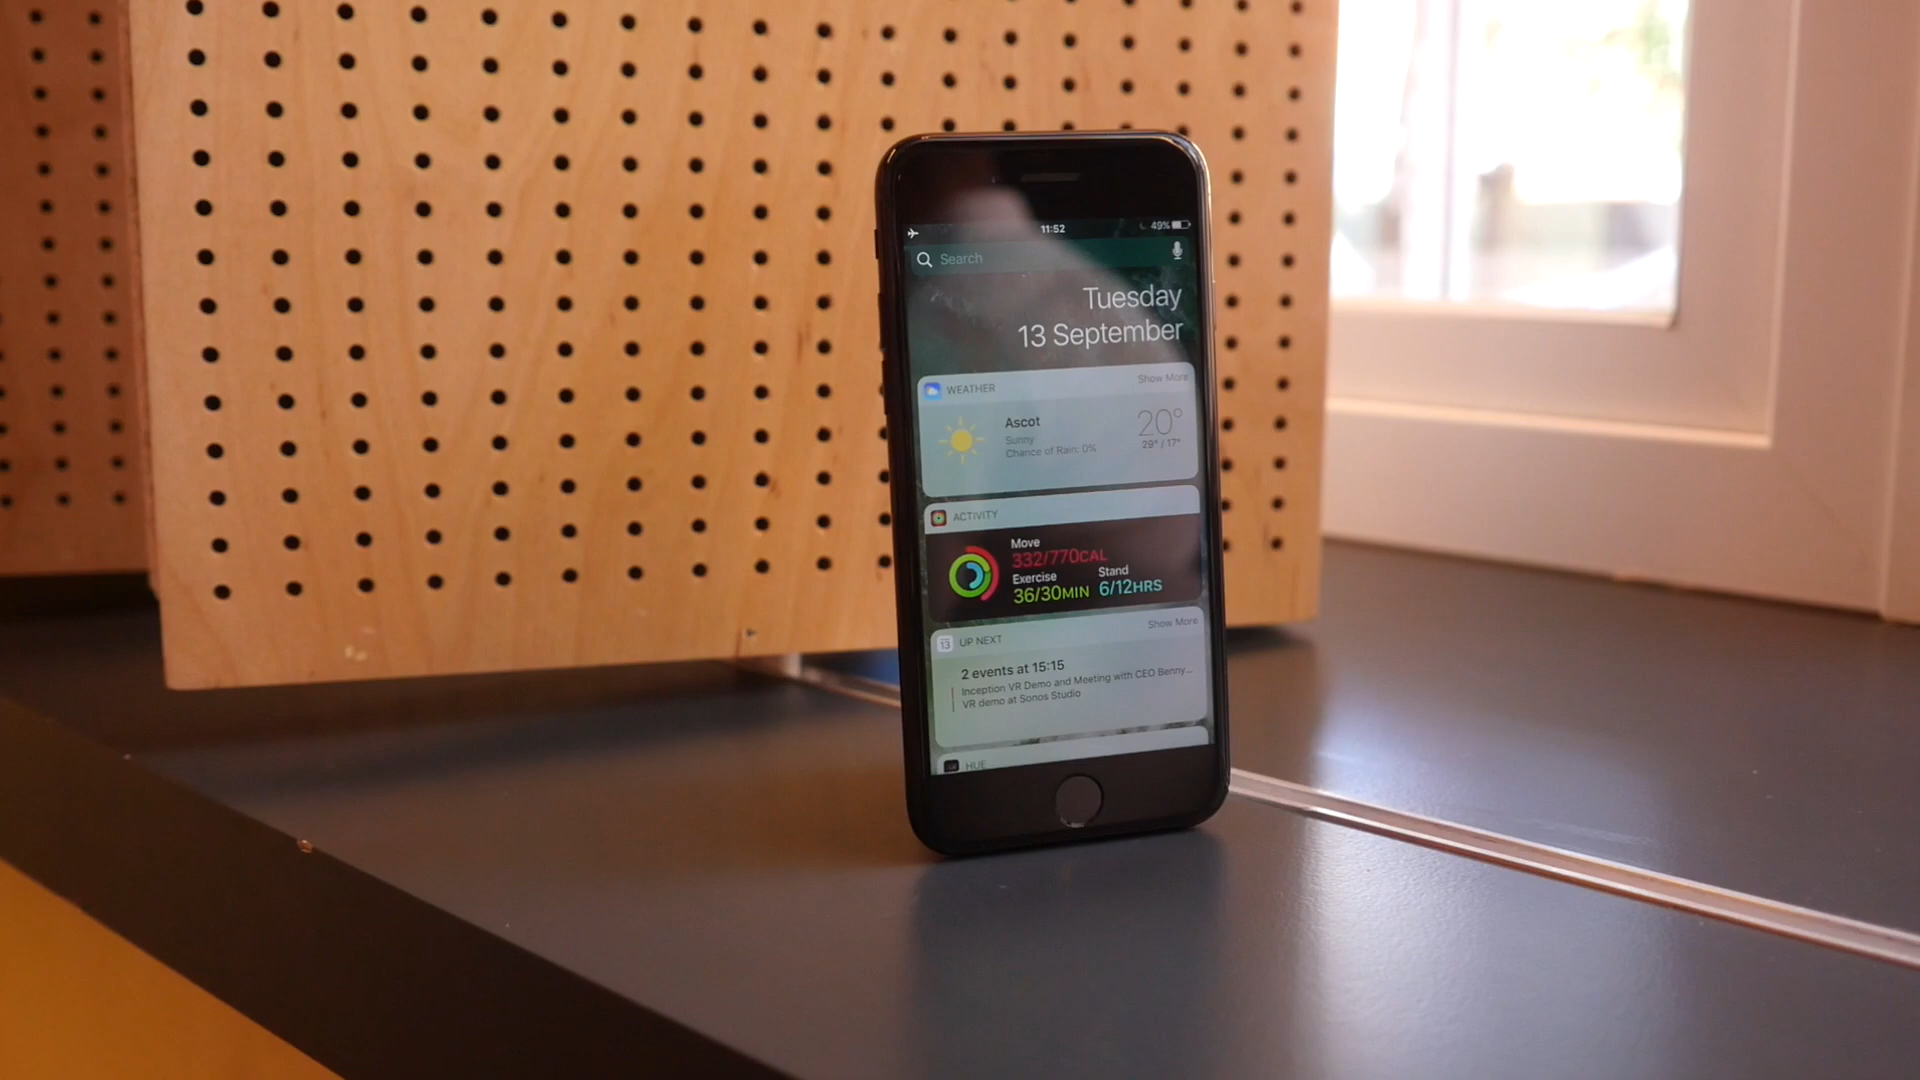 11:52
49%
Search
Tuesday
13 September
WEATHER
Show More
Ascot
Sunny
Chance of Rain: 0%
20°
29° / 17°
ACTIVITY
Move
332/770CAL
Exercise
36/30MIN
Stand
6/12HRS
13
UP NEXT
Show More
2 events at 15:15
Inception VR Demo and Meeting with CEO Benny...
VR demo at Sonos Studio
HUE